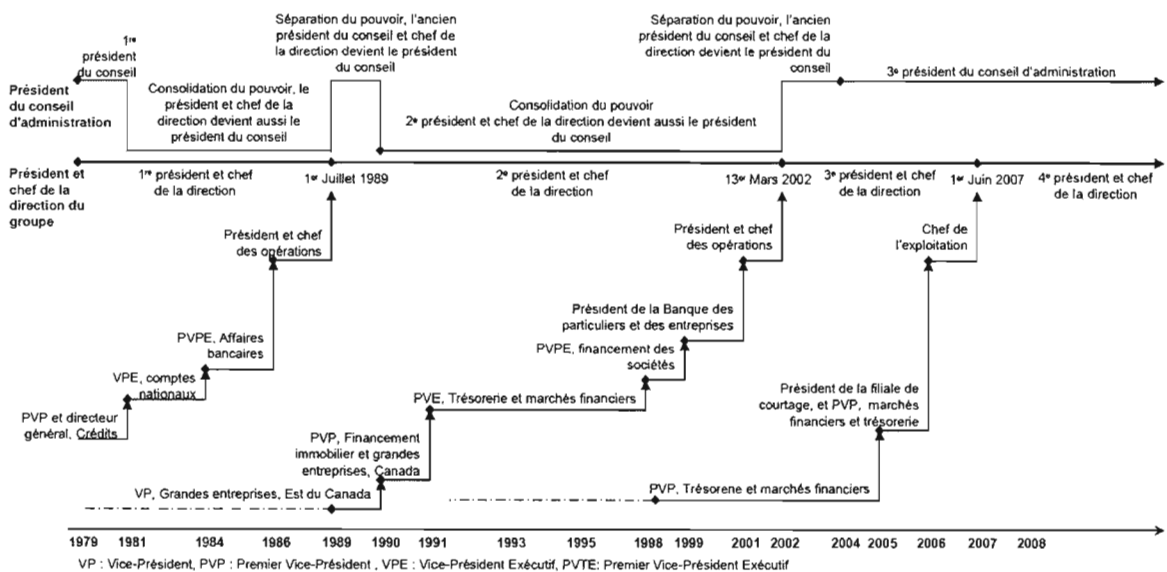 1re
président
du conseil
Séparation du pouvoir, l'ancien
président du conseil et chef de
la direction devient le président
du conseil
Séparation du pouvoir, l'ancien
président du conseil et chef de
direction devient le président du
conseil
3e président du conseil d'administration
Président
du conseil
d'administration
Consolidation du pouvoir, le
président et chef de la
direction devient aussi le
président du conseil
Consolidation du pouvoir
2e président et chef de la direction devient aussi le président
du conseil
Président et
chef de la
direction du
groupe
1re président et chef
de la direction
1er Juillet 1989
2e président et chef
de la direction
13er Mars 2002
3e président et chef
de la direction
1er Juin 2007
4e président et chef
de la direction
Président et chef
des opérations
Président et chef
des opérations
Chef de
l'exploitation
Président de la Banque des
particuliers et des entreprises
PVPE, Affaires
bancaires
PVPE, financement des
sociétés
VPE, comptes
nationaux
PVE, Trésorerie et marchés financiers
Président de la filiale de
courtage, et PVP, marchés
financiers et trésorerie
PVP et directeur
général, Crédits
PVP, Financement
immobilier et grandes
entreprises, Canada
VP, Grandes entreprises, Est du Canada
PVP, Trésorene et marchés financiers
1979 1981 1984 1986 1989 1990 1991 1993 1995 1998 1999 2001 2002 2004 2005 2006 2007 2008
VP : Vice-Président, PVP : Premier Vice-Président , VPE : Vice-Président Exécutif, PVTE: Premier Vice-Président Exécutif